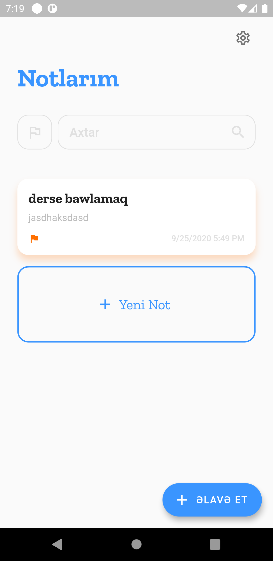 7:19
Notlarım
Axtar
derse bawlamaq
jasdhaksdasd
9/25/2020 5:49 PM
Yeni Not
ƏLAVƏ ET